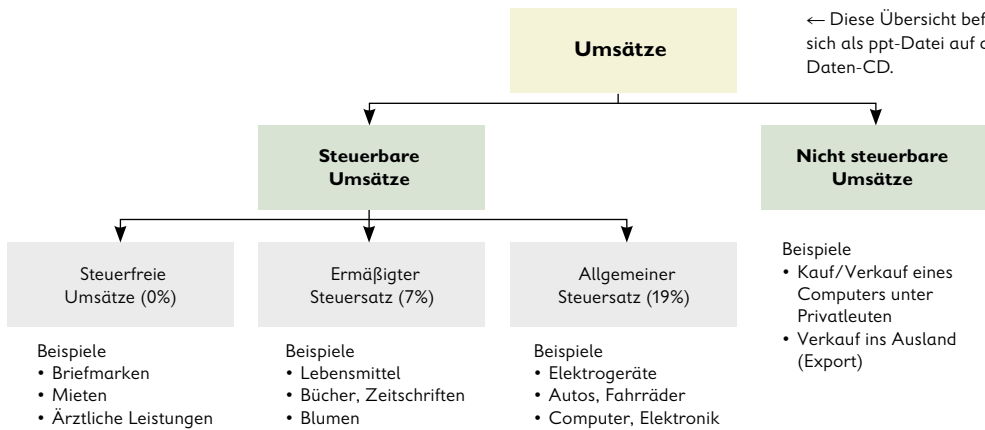 Umsätze
← Diese Übersicht
sich als ppt-Datei auf
Daten-CD.
Steuerbare
Umsätze
Nicht steuerbare
Umsätze
Steuerfreie
Umsätze (0%)
Ermäßigter
Steuersatz (7%)
Allgemeiner
Steuersatz (19%)
Beispiele
• Kauf/Verkauf eines
Computers unter
Privatleuten
• Verkauf ins Ausland
(Export)
Beispiele
• Briefmarken
• Mieten
• Ärztliche Leistungen
Beispiele
• Lebensmittel
• Bücher, Zeitschriften
• Blumen
Beispiele
• Elektrogeräte
• Autos, Fahrräder
• Computer, Elektronik